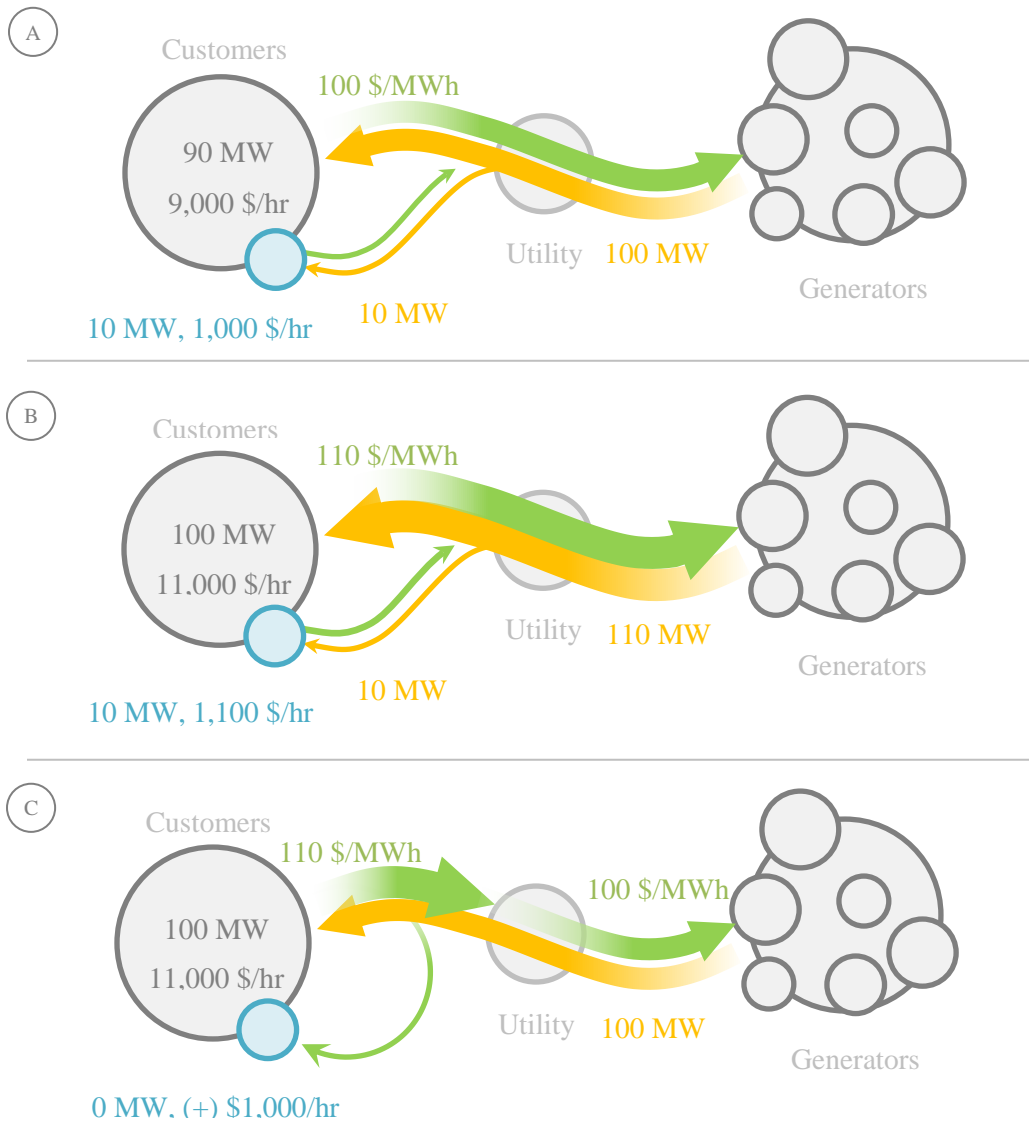 A
Customers
100 $/MWh
90 MW
9,000 $/hr
Utility
100 MW
Generators
10 MW
10 MW, 1,000 $/hr
B
Customers
110 $/MWh
100 MW
11,000 $/hr
Utility
110 MW
Generators
10 MW
10 MW, 1,100 $/hr
C
Customers
110 $/MWh
100 $/MWh
100 MW
11,000 $/hr
Utility
100 MW
Generators
0 MW, (+) $1,000/hr